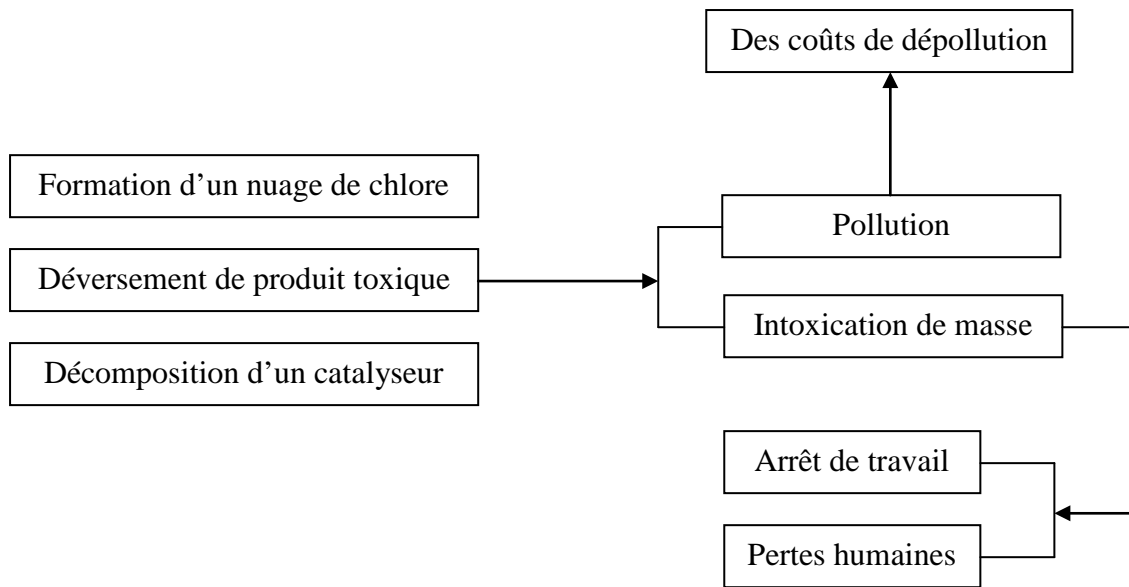 Des coûts de dépollution
Formation d’un nuage de chlore
Pollution
Déversement de produit toxique
Intoxication de masse
Décomposition d’un catalyseur
Arrêt de travail
Pertes humaines